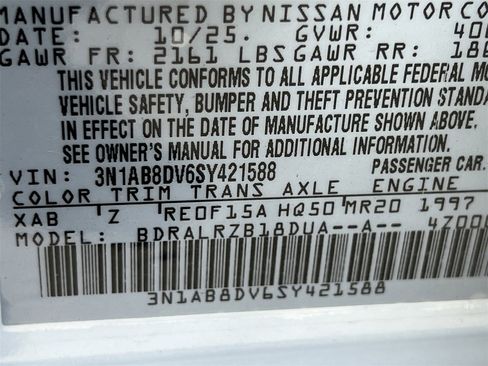 MANUFACTURED BY NISSAN MOTOR CO
DATE: 10/25. GVWR:
GAWR FR: 2161 LBS GAWR RR:
THIS VEHICLE CONFORMS TO ALL APPLICABLE FEDERAL
VEHICLE SAFETY, BUMPER AND THEFT PREVENTION
IN EFFECT ON THE DATE OF MANUFACTURE SHOWN ABOVE.
SEE OWNER'S MANUAL FOR ADDITIONAL INFORMATION.
VIN: 3N1AB8DV6SY421588 PASSENGER CAR.
COLOR TRIM TRANS AXLE ENGINE
XAB Z RE0F15A HQ50 MR20 1997
MODEL: BDRALRZB18DUA--A--
3N1AB8DV6SY421588